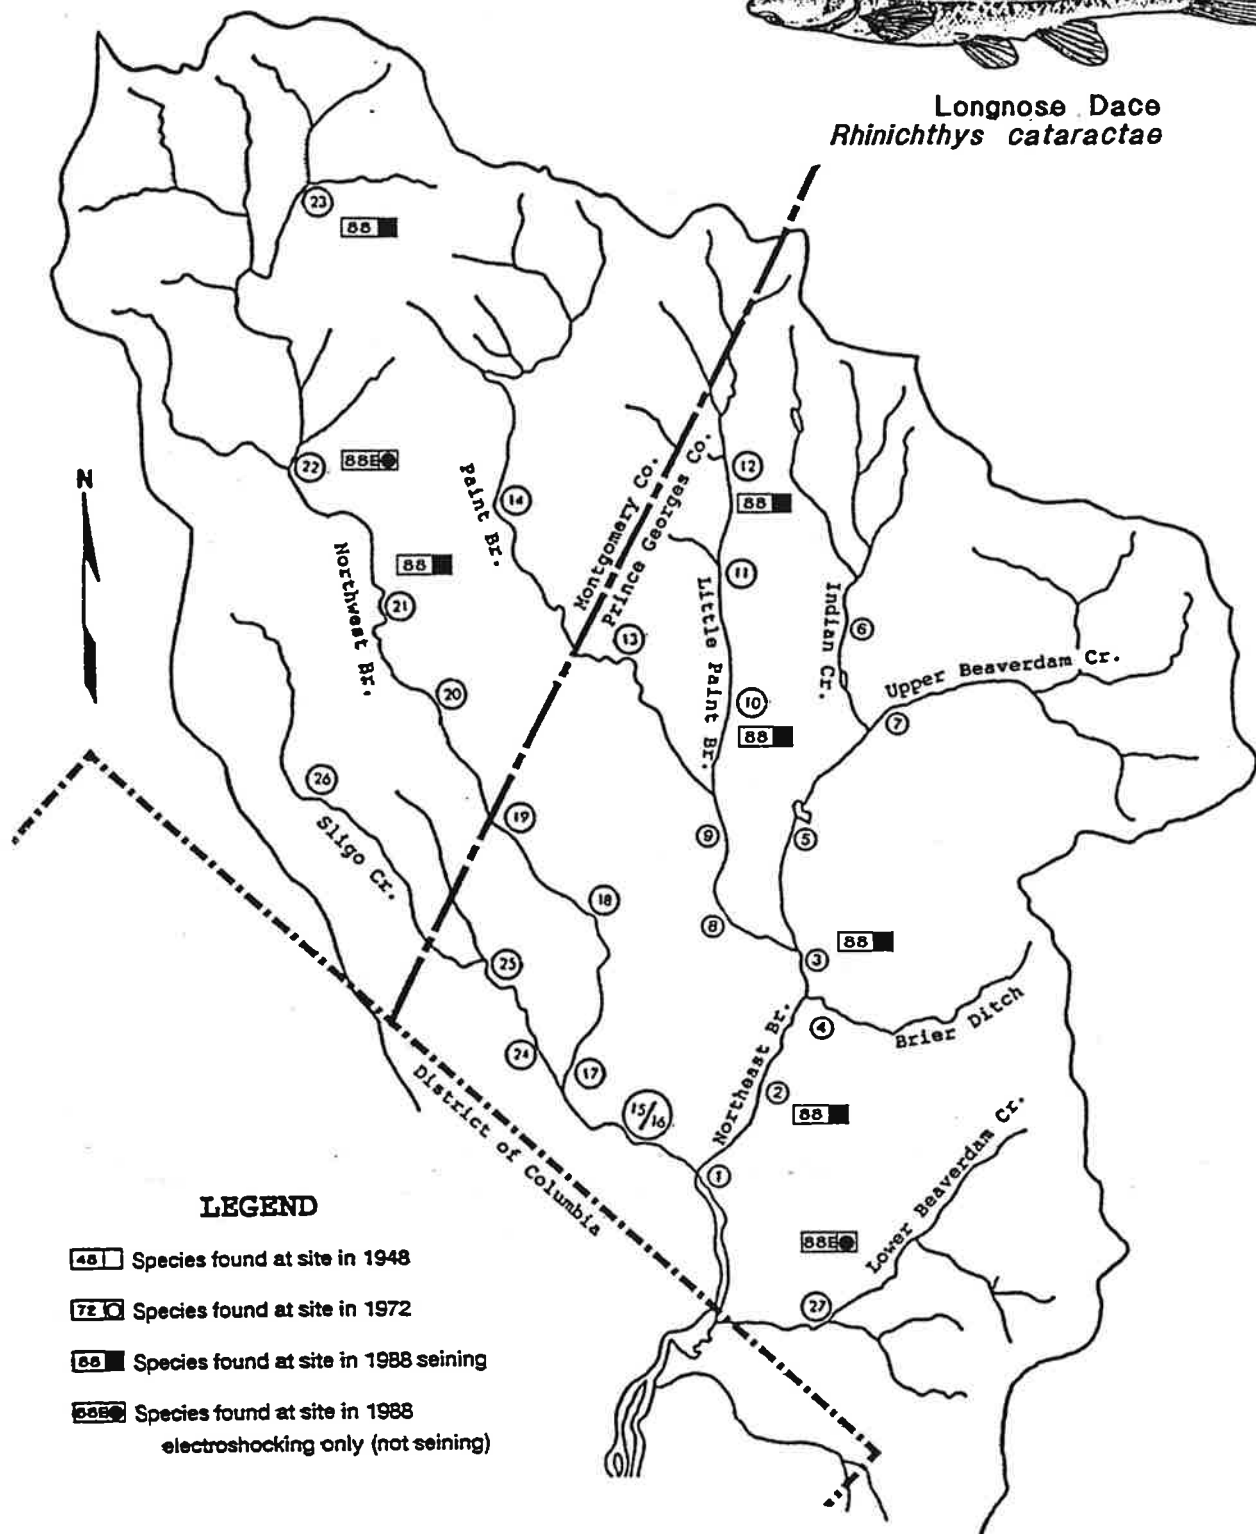 Longnose Dace
Rhinichthys cataractae
23
88
22
88E
14
Paint Br.
Montgomery Co.
Prince Georges Co.
12
88
N
Northwest Br.
88
21
11
Little Paint Br.
Indian Cr.
6
13
Upper Beaverdam Cr.
20
10
88
7
26
Sligo Cr.
19
9
5
18
8
88
3
25
Northeast Br.
4
Brier Ditch
24
17
2
88
15/16
District of Columbia
1
Lower Beaverdam Cr.
88E
27
LEGEND
48 Species found at site in 1948
72 Species found at site in 1972
88 Species found at site in 1988 seining
88E Species found at site in 1988
electroshocking only (not seining)